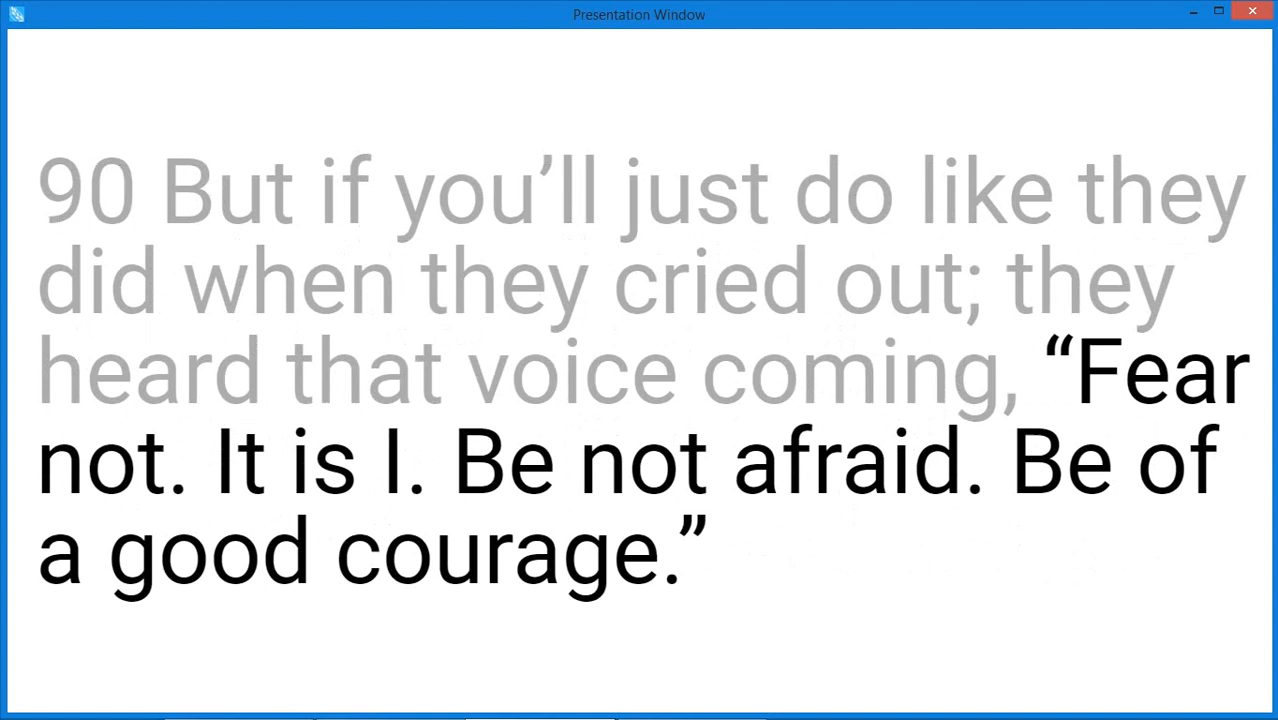 Presentation Window
90 But if you’ll just do like they
did when they cried out; they
heard that voice coming, “Fear
not. It is I. Be not afraid. Be of
a good courage.”